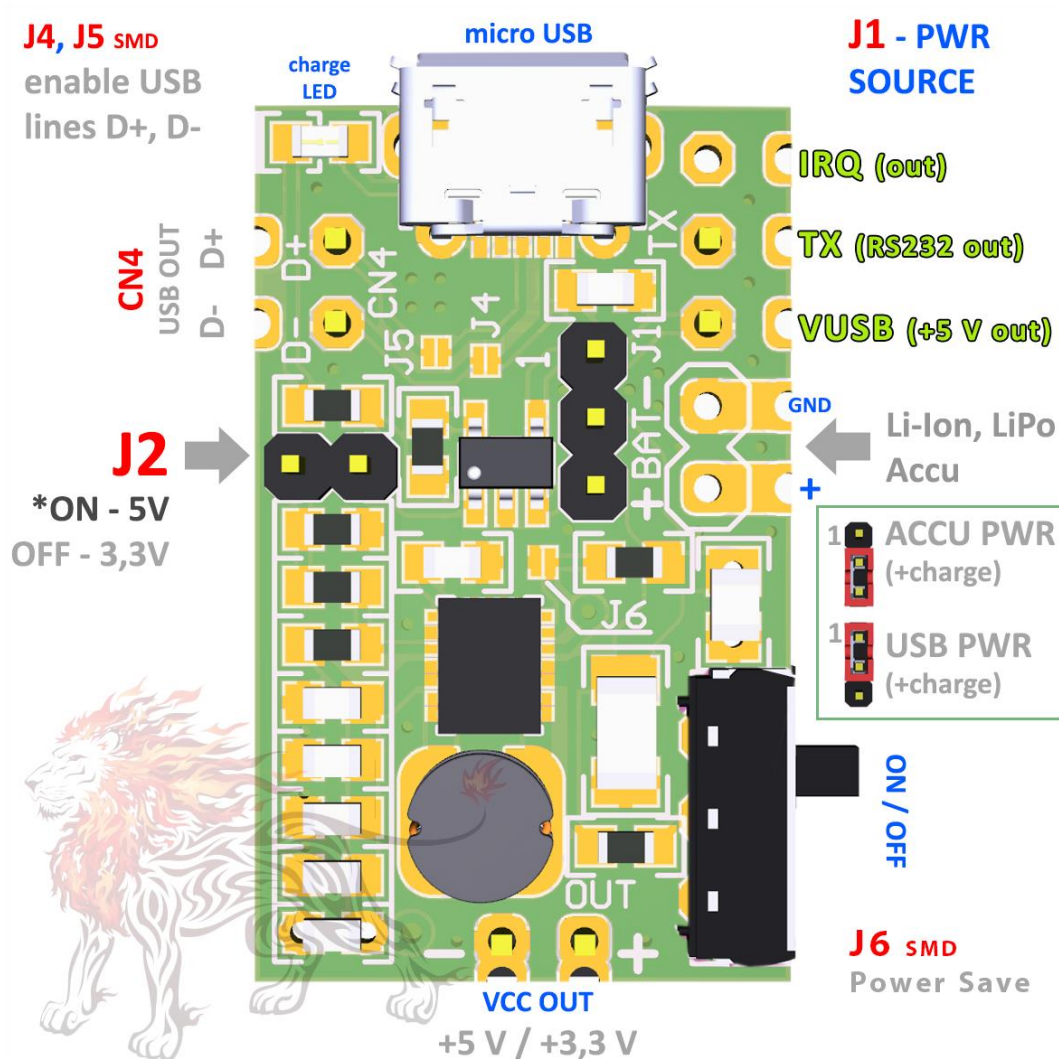 J4, J5 SMD
enable USB
lines D+, D-
charge
LED
micro USB
J1 - PWR
SOURCE
IRQ (out)
TX (RS232 out)
VUSB (+5 V out)
CN4
USB OUT
D+
D-
D+
D-
CN4
J5
J4
1
TX
J1
+BAT-
GND
+
Li-Ion, LiPo
Accu
J2
*ON - 5V
OFF - 3,3V
1 ACCU PWR
(+charge)
1 USB PWR
(+charge)
J6
ON / OFF
OUT
- +
J6 SMD
Power Save
VCC OUT
+5 V / +3,3 V